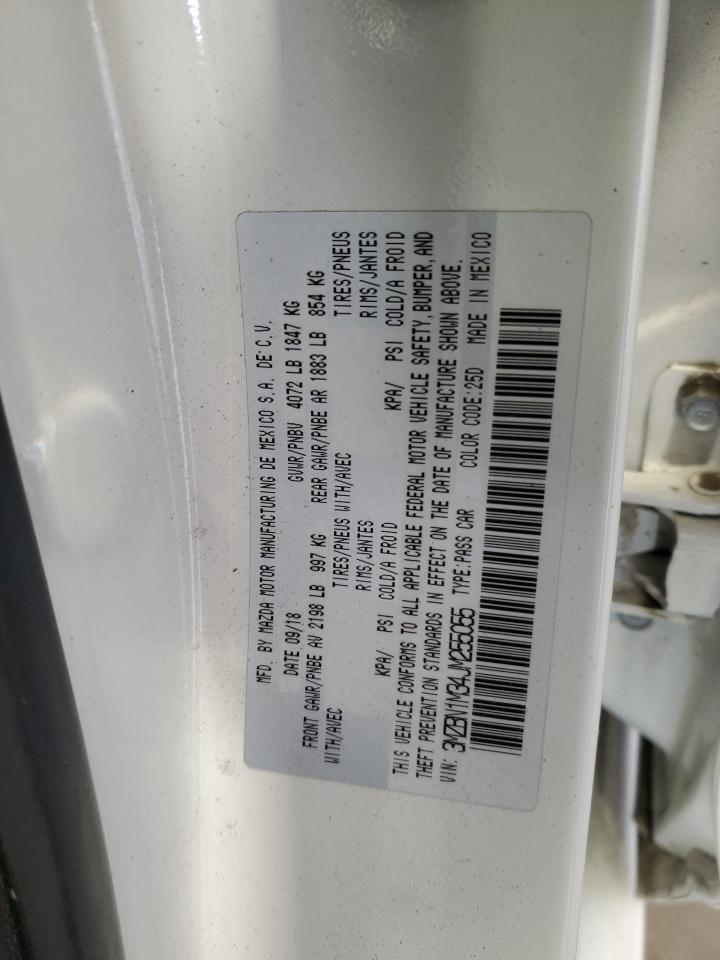 MFD. BY MAZDA MOTOR MANUFACTURING DE MEXICO S.A. DE C.V.
DATE 09/18 GVWR/PNBV 4072 LB 1847 KG
FRONT GAWR/PNBE AV 2198 LB 997 KG REAR GAWR/PNBE AR 1883 LB 854 KG
WITH/AVEC TIRES/PNEUS WITH/AVEC TIRES/PNEUS
RIMS/JANTES RIMS/JANTES
KPA/ PSI COLD/A FROID KPA/ PSI COLD/A FROID
THIS VEHICLE CONFORMS TO ALL APPLICABLE FEDERAL MOTOR VEHICLE SAFETY, BUMPER, AND
THEFT PREVENTION STANDARDS IN EFFECT ON THE DATE OF MANUFACTURE SHOWN ABOVE.
VIN: 3MZBN1M34JM255055 TYPE:PASS CAR COLOR CODE:25D MADE IN MEXICO